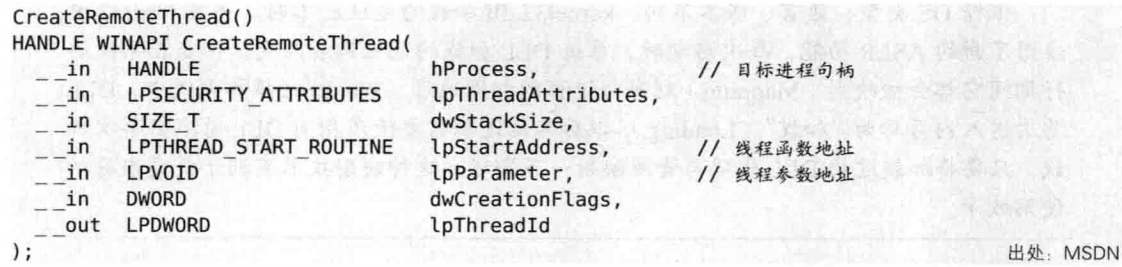 CreateRemoteThread()
HANDLE WINAPI CreateRemoteThread(
__in HANDLE hProcess, // 目标进程句柄
__in LPSECURITY_ATTRIBUTES lpThreadAttributes,
__in SIZE_T dwStackSize,
__in LPTHREAD_START_ROUTINE lpStartAddress, // 线程函数地址
__in LPVOID lpParameter, // 线程参数地址
__in DWORD dwCreationFlags,
__out LPDWORD lpThreadId
);
出处：MSDN